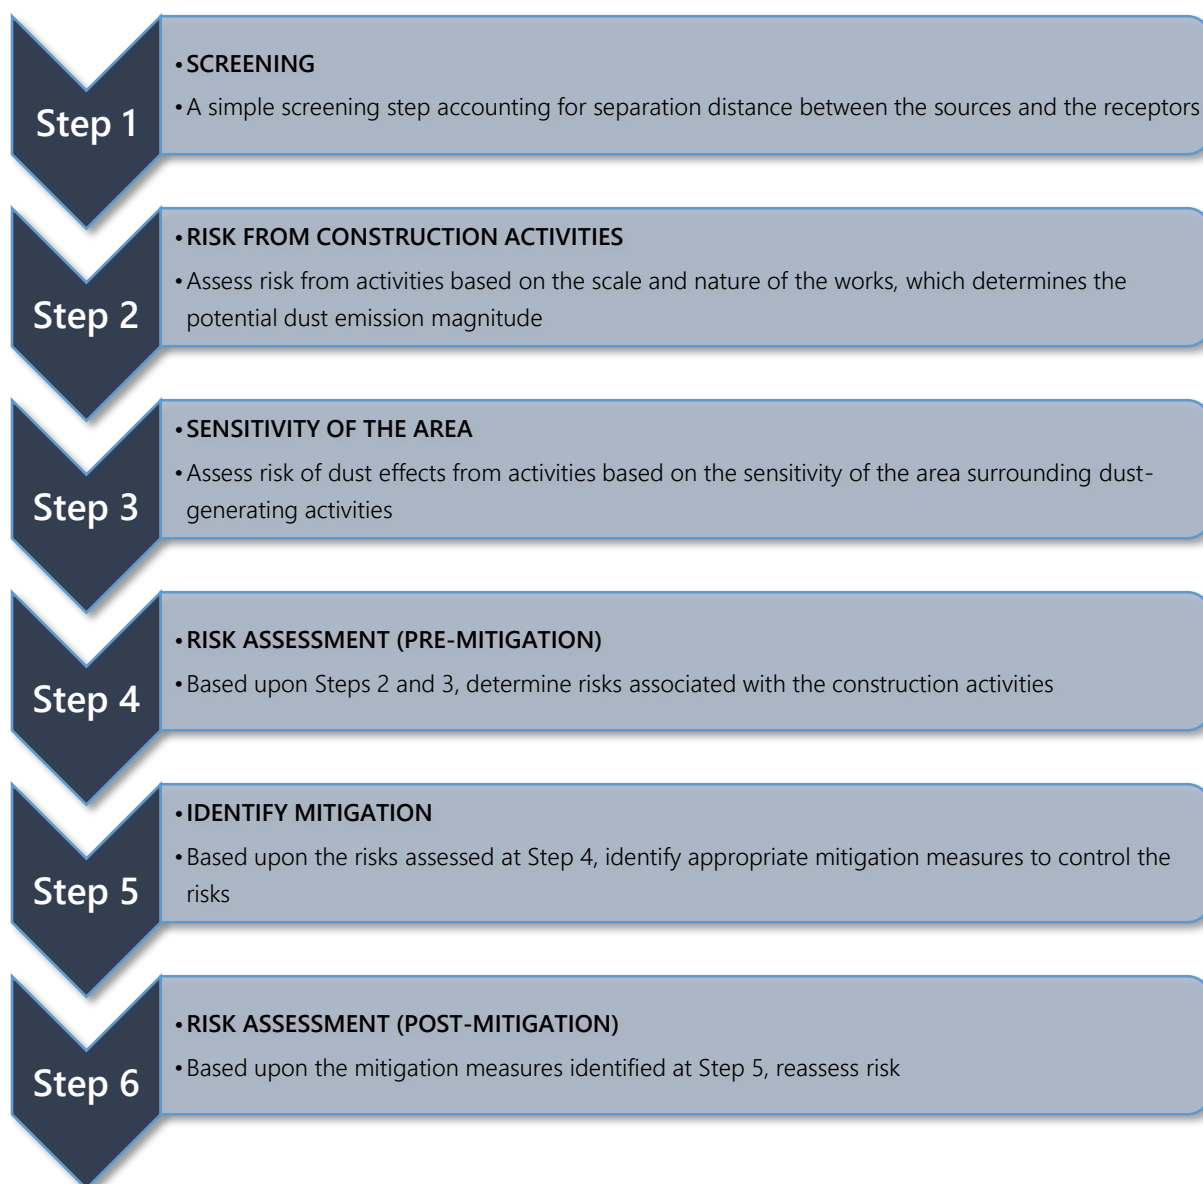 Step 1
•SCREENING
•A simple screening step accounting for separation distance between the sources and the receptors
Step 2
•RISK FROM CONSTRUCTION ACTIVITIES
•Assess risk from activities based on the scale and nature of the works, which determines the
potential dust emission magnitude
Step 3
•SENSITIVITY OF THE AREA
•Assess risk of dust effects from activities based on the sensitivity of the area surrounding dust-
generating activities
Step 4
•RISK ASSESSMENT (PRE-MITIGATION)
•Based upon Steps 2 and 3, determine risks associated with the construction activities
Step 5
•IDENTIFY MITIGATION
•Based upon the risks assessed at Step 4, identify appropriate mitigation measures to control the
risks
Step 6
•RISK ASSESSMENT (POST-MITIGATION)
•Based upon the mitigation measures identified at Step 5, reassess risk